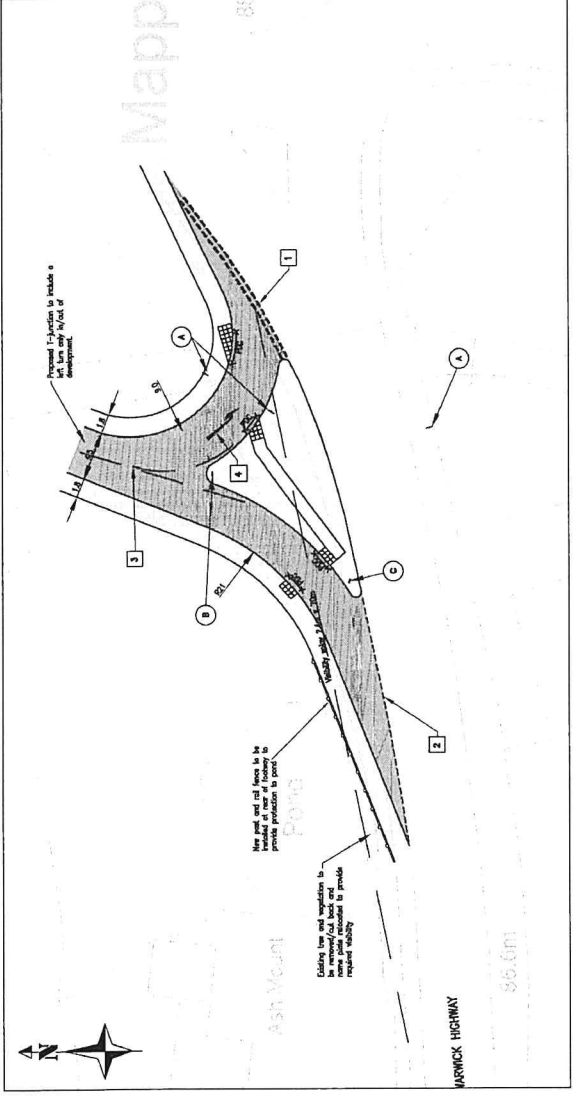 N
Mapp
Proposed T-junction to include a
left turn only in/out of
development.
1
A
1.8
9.0
1.8
4
3
A
B
R21
C
Visibility splay
2
New post and rail fence to be
installed at rear of footway to
provide protection to pond
Pond
Existing tree and vegetation to
be removed/cut back and
name plate relocated to provide
required visibility
Ash Mount
96.6m
WARWICK HIGHWAY